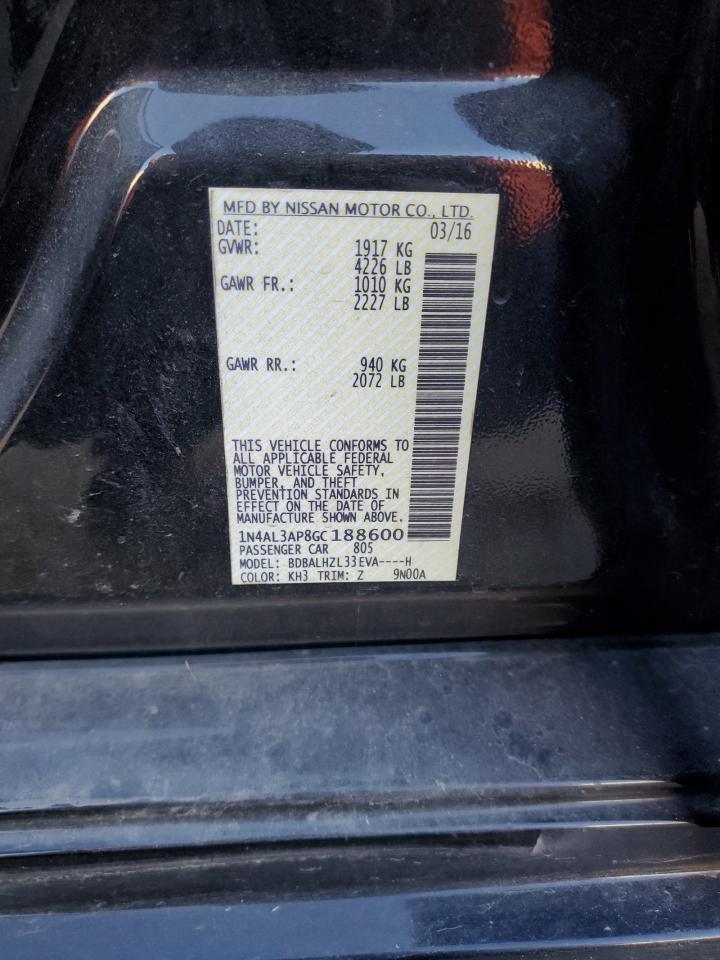 MFD BY NISSAN MOTOR CO., LTD.
DATE: 03/16
GVWR: 1917 KG
4226 LB
GAWR FR.: 1010 KG
2227 LB
GAWR RR.: 940 KG
2072 LB
THIS VEHICLE CONFORMS TO
ALL APPLICABLE FEDERAL
MOTOR VEHICLE SAFETY,
BUMPER, AND THEFT
PREVENTION STANDARDS IN
EFFECT ON THE DATE OF
MANUFACTURE SHOWN ABOVE.
1N4AL3AP8GC188600
PASSENGER CAR 805
MODEL: BDBALHZL33EVA----H
COLOR: KH3 TRIM: Z 9N00A